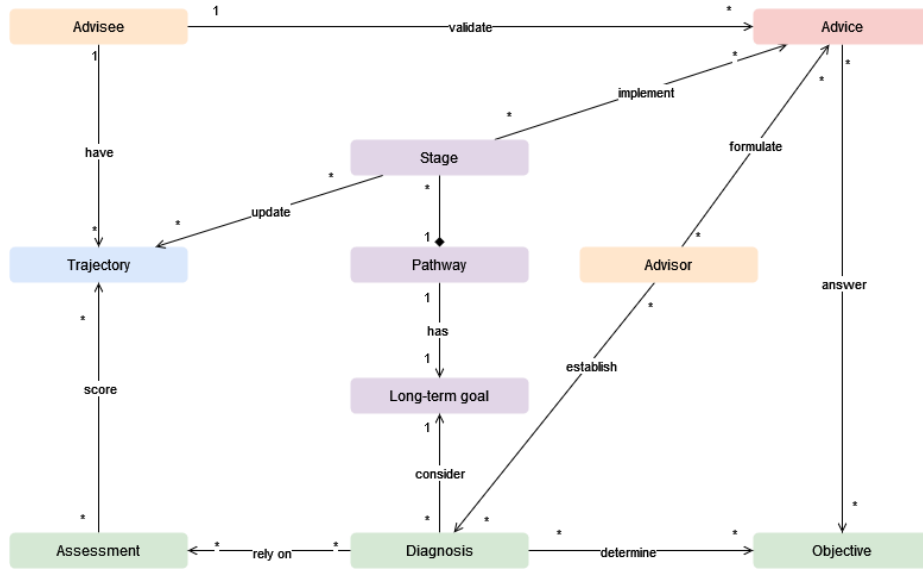 Advisee
1
validate
*
Advice
1
*
*
implement
*
*
formulate
have
Stage
*
*
*
update
*
*
1
*
Trajectory
Pathway
Advisor
1
*
answer
*
has
1
establish
score
Long-term goal
1
consider
*
*
*
*
Assessment
*
rely on
*
Diagnosis
*
determine
*
Objective